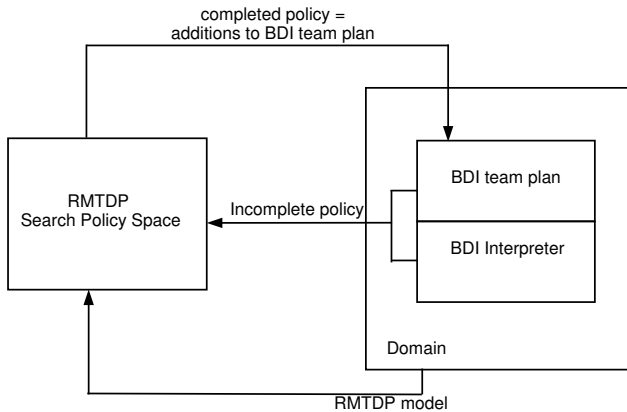 completed policy =
additions to BDI team plan
RMTDP
Search Policy Space
Incomplete policy
BDI team plan
BDI Interpreter
Domain
RMTDP model